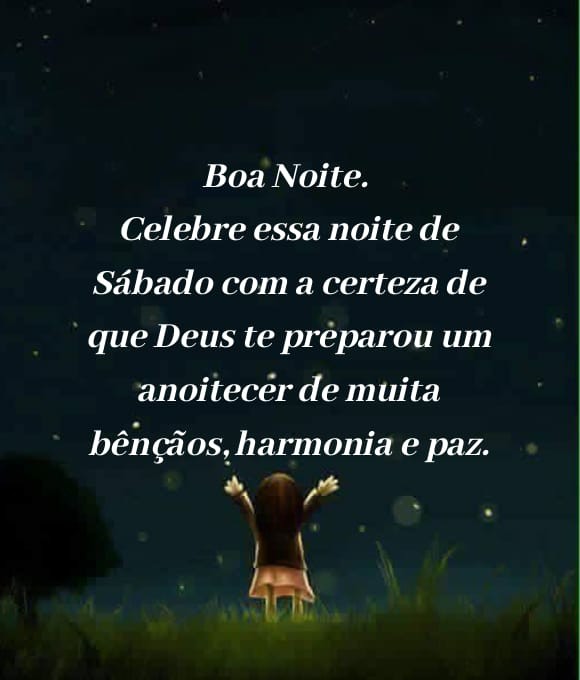 Boa Noite.
Celebre essa noite de
Sábado com a certeza de
que Deus te preparou um
anoitecer de muita
bênçãos, harmonia e paz.